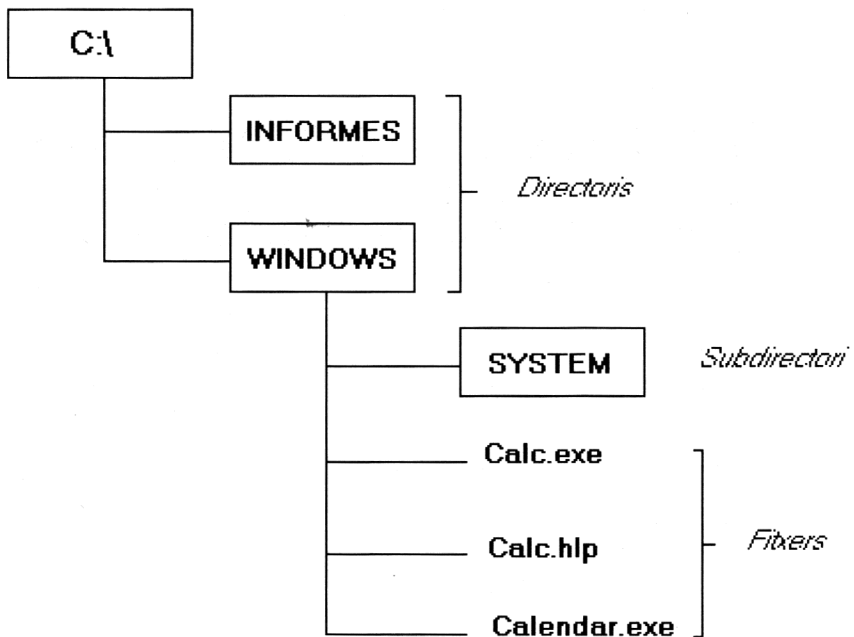 C:\
INFORMES
Directoris
WINDOWS
SYSTEM
Subdirectori
Calc.exe
Calc.hlp
Fitxers
Calendar.exe